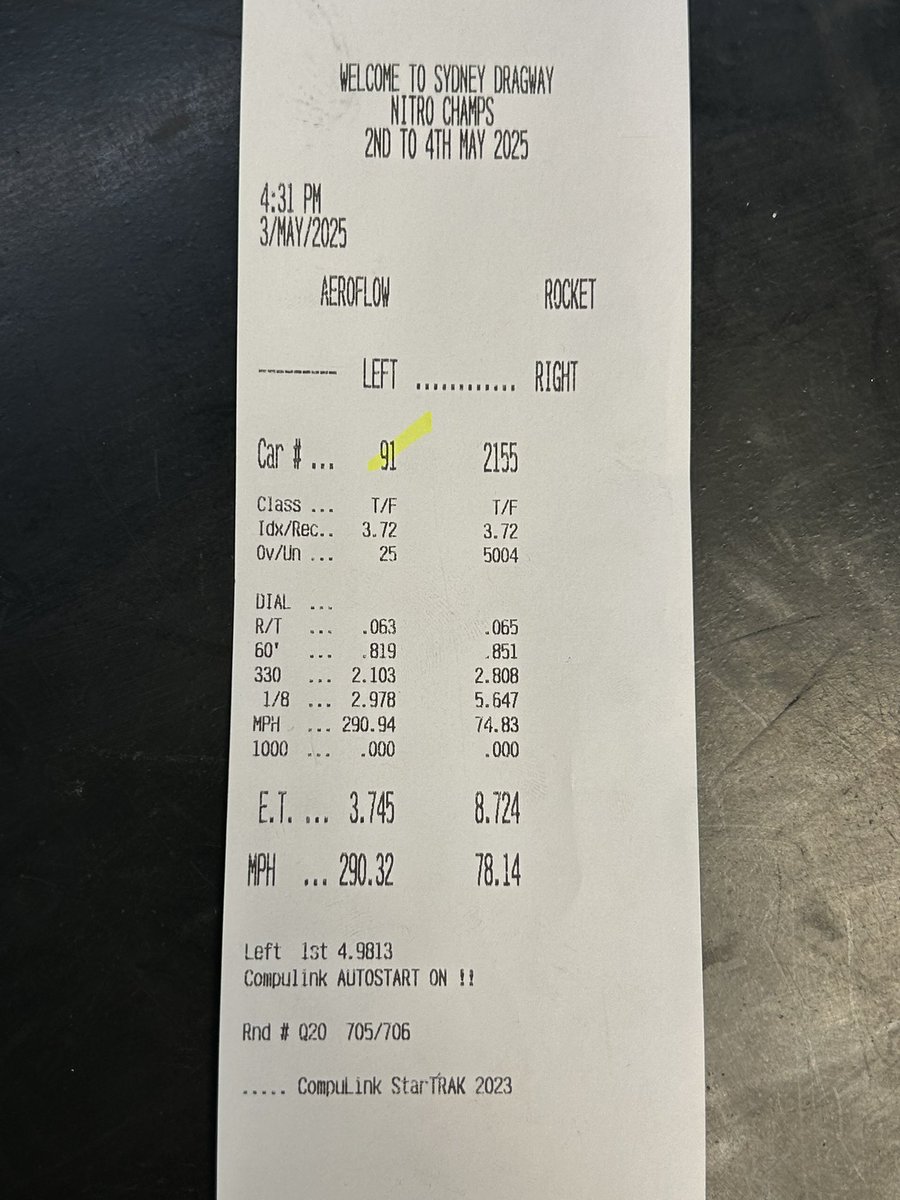 WELCOME TO SYDNEY DRAGWAY
NITRO CHAMPS
2ND TO 4TH MAY 2025
4:31 PM
3/MAY/2025
AEROFLOW ROCKET
-------- LEFT ............ RIGHT
Car # ... 91 2155
Class ... T/F T/F
Idx/Rec.. 3.72 3.72
Ov/Un ... 25 5004
DIAL ...
R/T ... .063 .065
60' ... .819 .851
330 ... 2.103 2.808
1/8 ... 2.978 5.647
MPH ... 290.94 74.83
1000 ... .000 .000
E.T. ... 3.745 8.724
MPH ... 290.32 78.14
Left 1st 4.9813
Compulink AUTOSTART ON !!
Rnd # Q20 705/706
..... CompuLink StarTRAK 2023